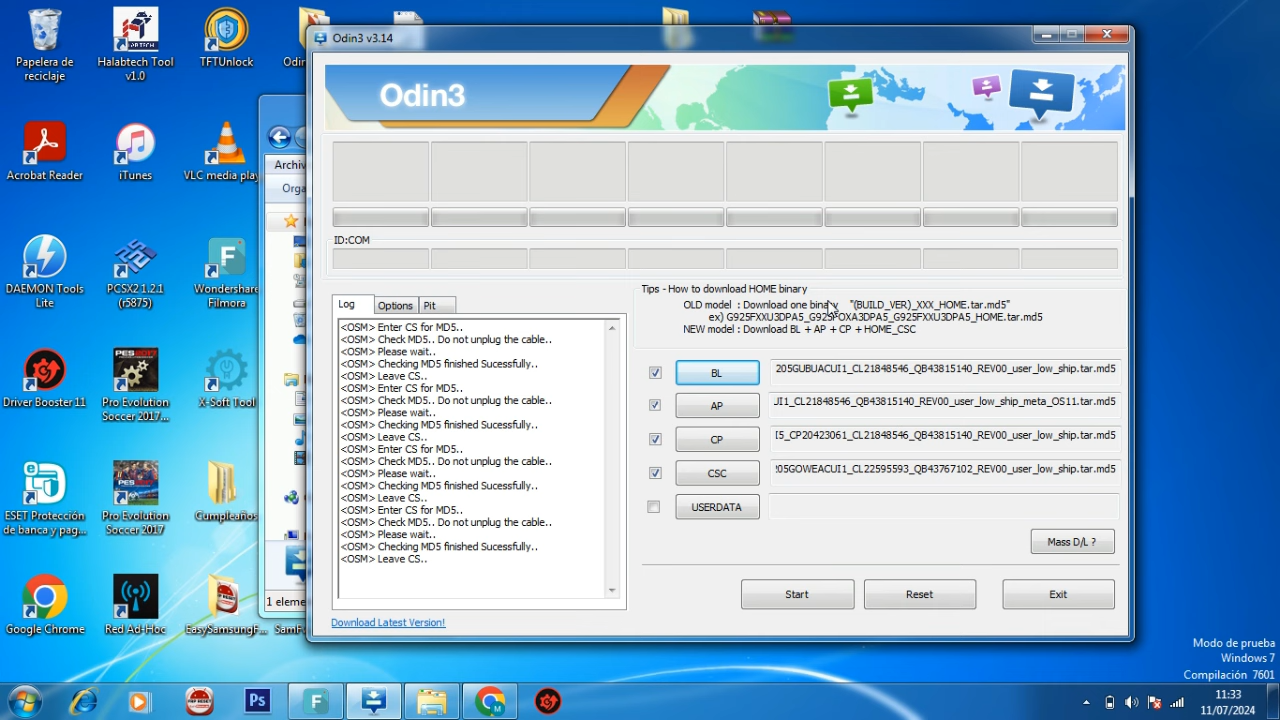 Papelera de
reciclaje
Halabtech Tool
v1.0
TFTUnlock
Odin3 v3.14
Odin3
Acrobat Reader
iTunes
VLC media play
Archiv
Orga
ID:COM
DAEMON Tools
Lite
PCSX2 1.2.1
(r5875)
Wondershare
Filmora
Log
Options
Pit
Tips - How to download HOME binary
OLD model : Download one binary "(BUILD_VER)_XXX_HOME.tar.md5"
ex) G925FXXU3DPA5_G925FOXA3DPA5_G925FXXU3DPA5_HOME.tar.md5
NEW model : Download BL + AP + CP + HOME_CSC
<OSM> Enter CS for MD5..
<OSM> Check MD5.. Do not unplug the cable..
<OSM> Please wait..
<OSM> Checking MD5 finished Sucessfully..
<OSM> Leave CS..
<OSM> Enter CS for MD5..
<OSM> Check MD5.. Do not unplug the cable..
<OSM> Please wait..
<OSM> Checking MD5 finished Sucessfully..
<OSM> Leave CS..
<OSM> Enter CS for MD5..
<OSM> Check MD5.. Do not unplug the cable..
<OSM> Please wait..
<OSM> Checking MD5 finished Sucessfully..
<OSM> Leave CS..
<OSM> Enter CS for MD5..
<OSM> Check MD5.. Do not unplug the cable..
<OSM> Please wait..
<OSM> Checking MD5 finished Sucessfully..
<OSM> Leave CS..
BL
205GUBUACUI1_CL21848546_QB43815140_REV00_user_low_ship.tar.md5
AP
UI1_CL21848546_QB43815140_REV00_user_low_ship_meta_OS11.tar.md5
CP
I5_CP20423061_CL21848546_QB43815140_REV00_user_low_ship.tar.md5
CSC
205GOWEACUI1_CL22595593_QB43767102_REV00_user_low_ship.tar.md5
USERDATA
Mass D/L ?
Start
Reset
Exit
Download Latest Version!
Driver Booster 11
PES2017
Pro Evolution
Soccer 2017...
X-Soft Tool
ESET Protección
de banca y pag...
Pro Evolution
Soccer 2017
Cumpleaños
1 eleme
Google Chrome
Red Ad-Hoc
EasySamsungF...
SamF
Modo de prueba
Windows 7
Compilación 7601
Ps
11:33
11/07/2024